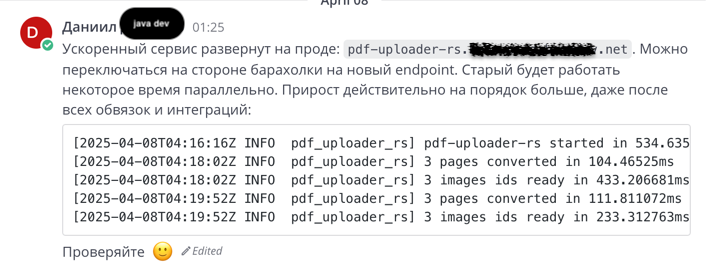 April 08
Даниил java dev 01:25
Ускоренный сервис развернут на проде: pdf-uploader-rs. .net. Можно
переключаться на стороне барахолки на новый endpoint. Старый будет работать
некоторое время параллельно. Прирост действительно на порядок больше, даже после
всех обвязок и интеграций:
[2025-04-08T04:16:16Z INFO  pdf_uploader_rs] pdf-uploader-rs started in 534.635
[2025-04-08T04:18:02Z INFO  pdf_uploader_rs] 3 pages converted in 104.46525ms
[2025-04-08T04:18:02Z INFO  pdf_uploader_rs] 3 images ids ready in 433.206681ms
[2025-04-08T04:19:52Z INFO  pdf_uploader_rs] 3 pages converted in 111.811072ms
[2025-04-08T04:19:52Z INFO  pdf_uploader_rs] 3 images ids ready in 233.312763ms
Проверяйте 🙂 Edited